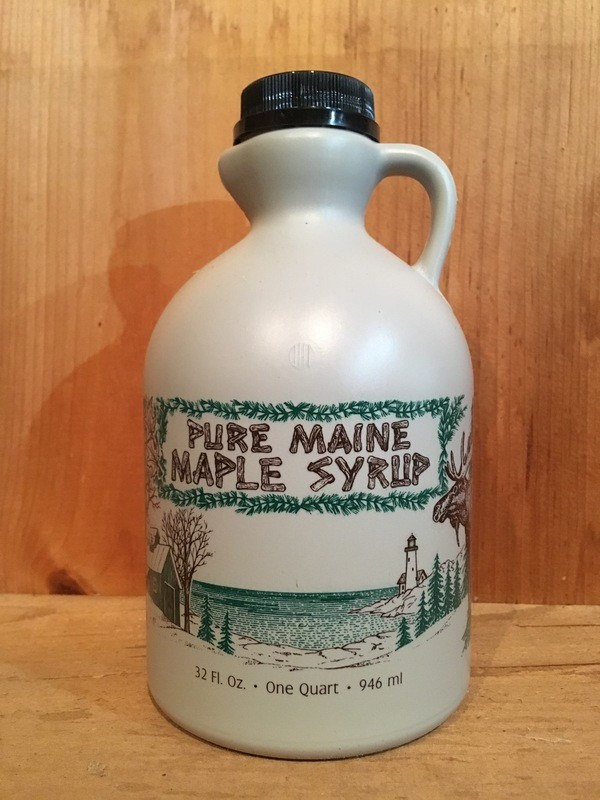 PURE MAINE
MAPLE SYRUP
32 Fl. Oz. • One Quart • 946 ml